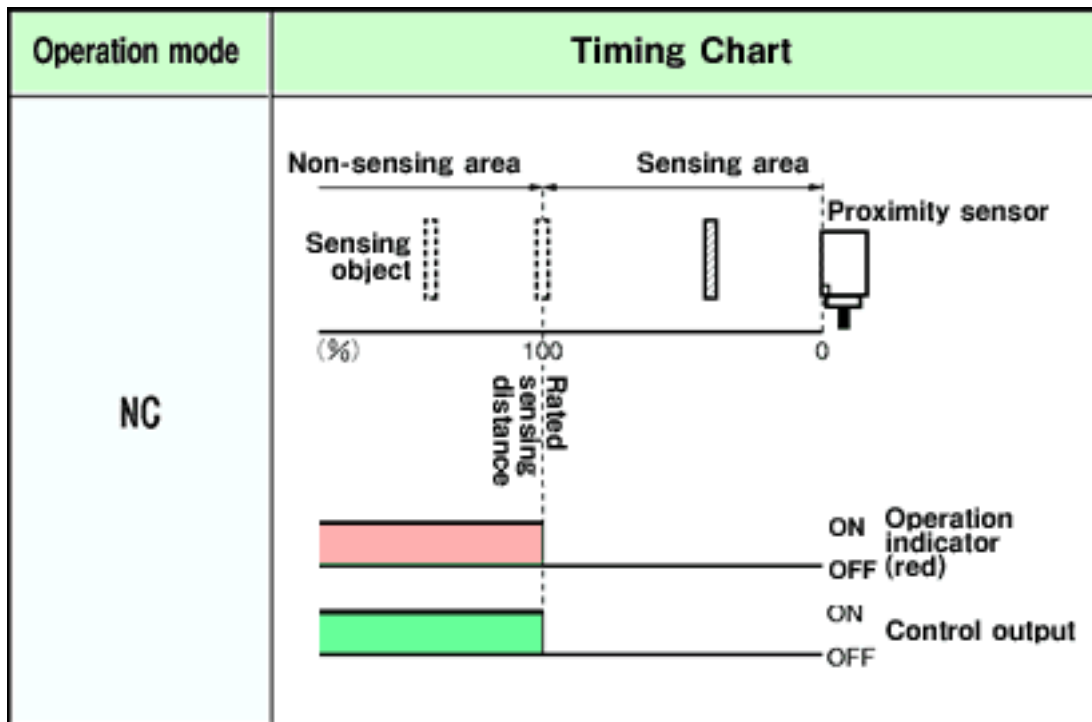 Operation mode
Timing Chart
NC
Non-sensing area
Sensing area
Proximity sensor
Sensing
object
(%)
100
0
Rated
sensing
distance
ON
OFF
Operation
indicator
(red)
ON
OFF
Control output